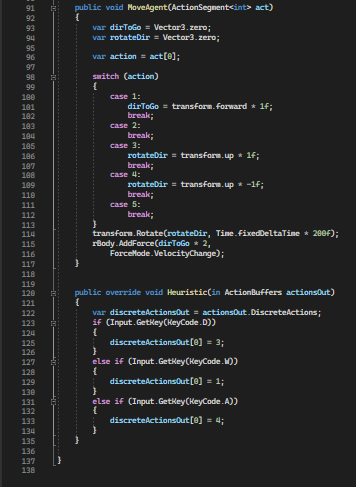 91 public void MoveAgent(ActionSegment<int> act)
92 {
93 var dirToGo = Vector3.zero;
94 var rotateDir = Vector3.zero;
95
96 var action = act[0];
97
98 switch (action)
99 {
100 case 1:
101 dirToGo = transform.forward * 1f;
102 break;
103 case 2:
104 break;
105 case 3:
106 rotateDir = transform.up * 1f;
107 break;
108 case 4:
109 rotateDir = transform.up * -1f;
110 break;
111 case 5:
112 break;
113 }
114 transform.Rotate(rotateDir, Time.fixedDeltaTime * 200f);
115 rBody.AddForce(dirToGo * 2,
116 ForceMode.VelocityChange);
117 }
118
119
120 public override void Heuristic(in ActionBuffers actionsOut)
121 {
122 var discreteActionsOut = actionsOut.DiscreteActions;
123 if (Input.GetKey(KeyCode.D))
124 {
125 discreteActionsOut[0] = 3;
126 }
127 else if (Input.GetKey(KeyCode.W))
128 {
129 discreteActionsOut[0] = 1;
130 }
131 else if (Input.GetKey(KeyCode.A))
132 {
133 discreteActionsOut[0] = 4;
134 }
135 }
136
137 }
138